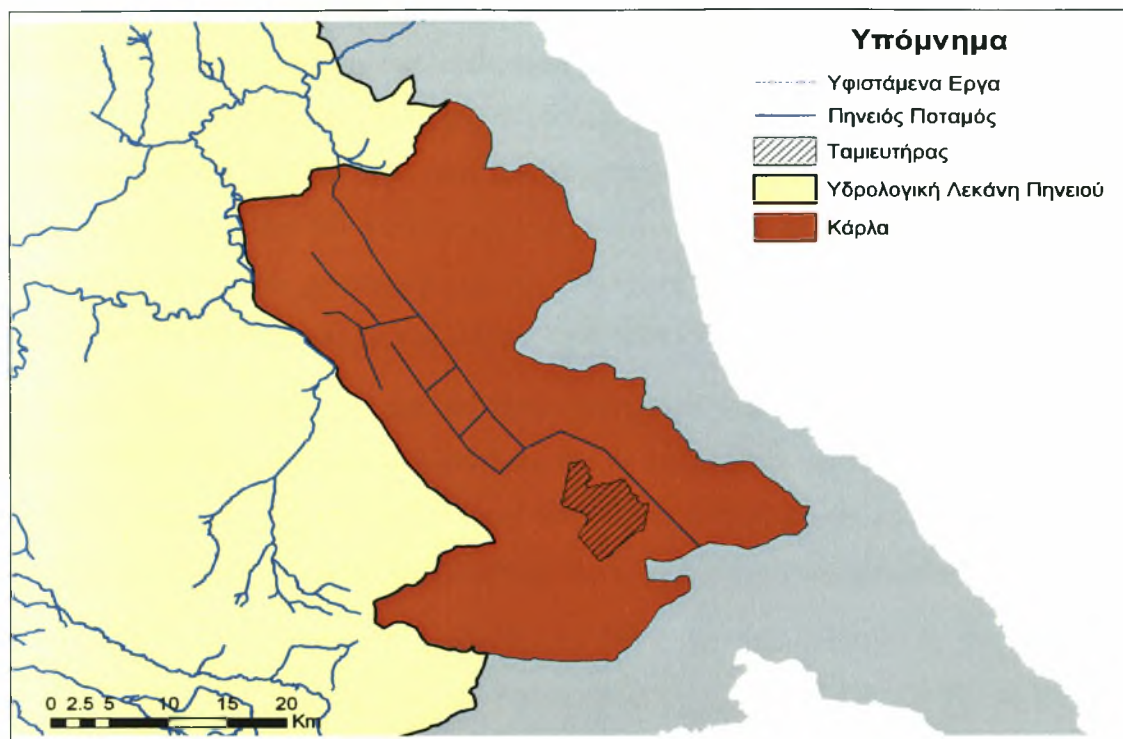 Υπόμνημα
Υφιστάμενα Εργα
Πηνειός Ποταμός
Ταμιευτήρας
Υδρολογική Λεκάνη Πηνειού
Κάρλα
0 2.5 5 10 15 20
Km